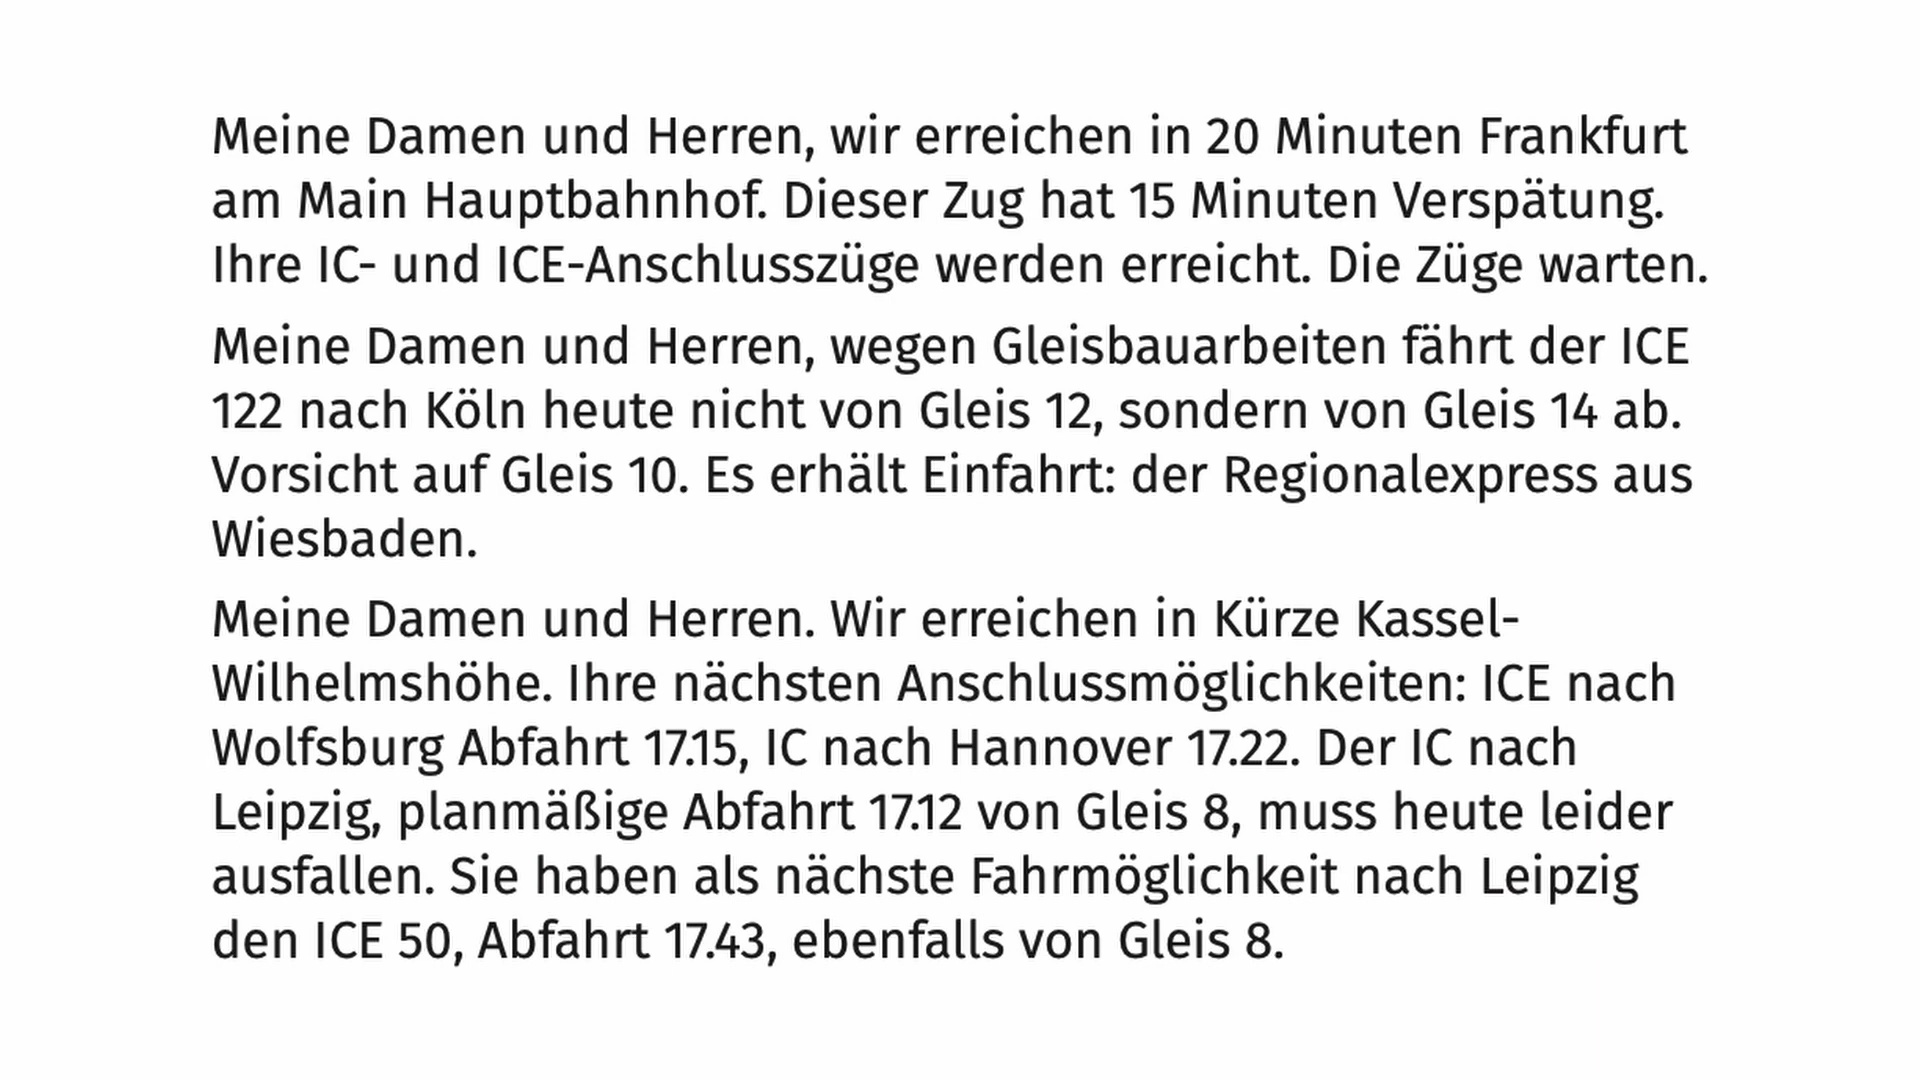 Meine Damen und Herren, wir erreichen in 20 Minuten Frankfurt
am Main Hauptbahnhof. Dieser Zug hat 15 Minuten Verspätung.
Ihre IC- und ICE-Anschlusszüge werden erreicht. Die Züge warten.
Meine Damen und Herren, wegen Gleisbauarbeiten fährt der ICE
122 nach Köln heute nicht von Gleis 12, sondern von Gleis 14 ab.
Vorsicht auf Gleis 10. Es erhält Einfahrt: der Regionalexpress aus
Wiesbaden.
Meine Damen und Herren. Wir erreichen in Kürze Kassel-
Wilhelmshöhe. Ihre nächsten Anschlussmöglichkeiten: ICE nach
Wolfsburg Abfahrt 17.15, IC nach Hannover 17.22. Der IC nach
Leipzig, planmäßige Abfahrt 17.12 von Gleis 8, muss heute leider
ausfallen. Sie haben als nächste Fahrmöglichkeit nach Leipzig
den ICE 50, Abfahrt 17.43, ebenfalls von Gleis 8.